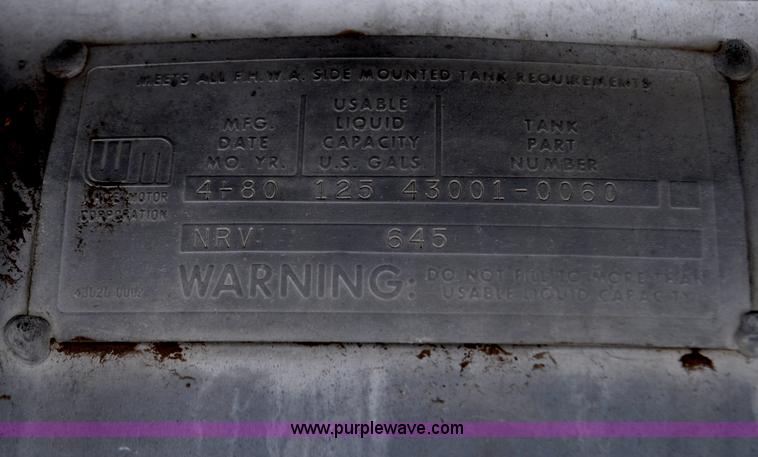 MEETS ALL F.H.W.A. SIDE MOUNTED TANK REQUIREMENTS
WM
MOTOR
CORPORATION
MFG.
DATE
MO. YR.
USABLE
LIQUID
CAPACITY
U.S. GALS
TANK
PART
NUMBER
4-80 125 43001-0060
NRV 645
WARNING: DO NOT FILL TO MORE THAN
USABLE LIQUID CAPACITY
www.purplewave.com